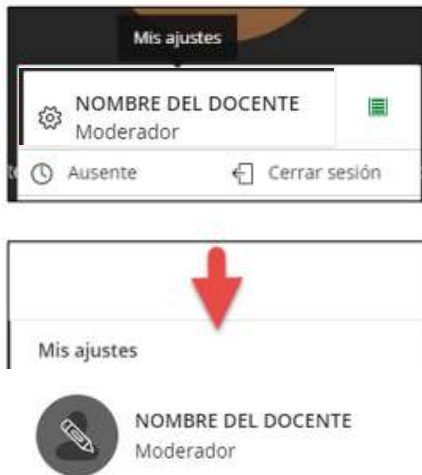 Mis ajustes
NOMBRE DEL DOCENTE
Moderador
Ausente
Cerrar sesión
Mis ajustes
NOMBRE DEL DOCENTE
Moderador